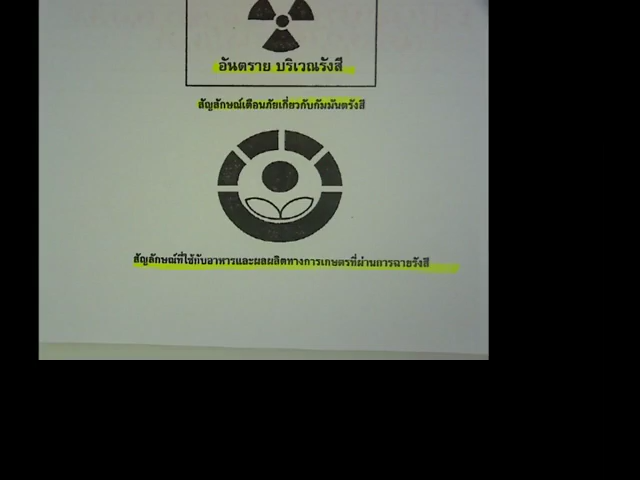 อันตราย บริเวณรังสี
สัญลักษณ์เตือนภัยเกี่ยวกับกัมมันตรังสี
สัญลักษณ์ที่ใช้กับอาหารและผลผลิตทางการเกษตรที่ผ่านการฉายรังสี